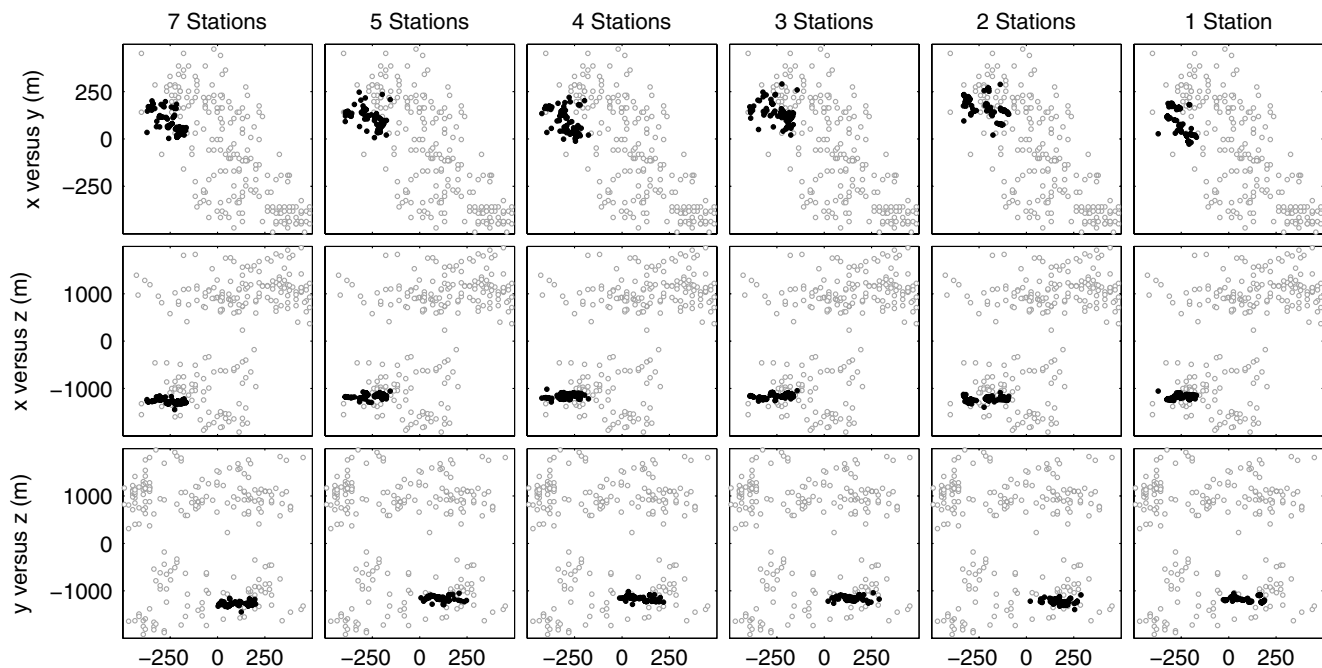 7 Stations 5 Stations 4 Stations 3 Stations 2 Stations 1 Station
x versus y (m)
250
0
−250
x versus z (m)
1000
0
−1000
y versus z (m)
1000
0
−1000
−250 0 250 −250 0 250 −250 0 250 −250 0 250 −250 0 250 −250 0 250